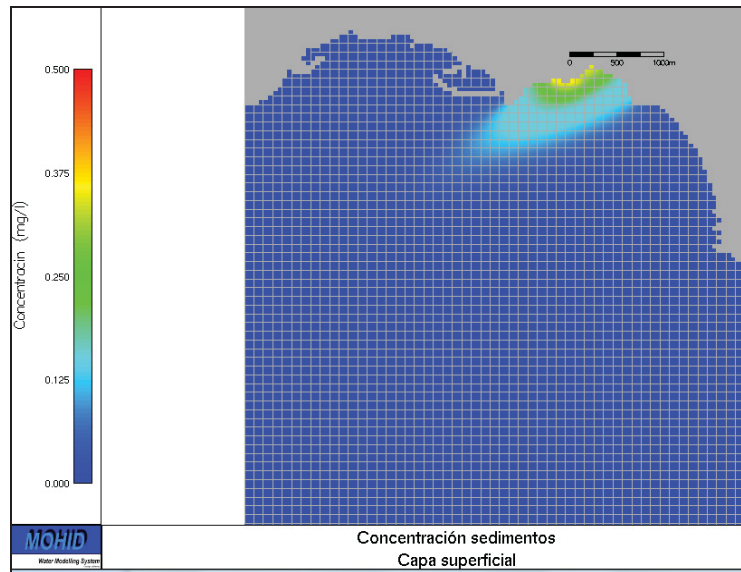 0 500 1000m
0.500
0.375
0.250
0.125
0.000
Concentracin (mg/l)
MOHID
Water Modelling System
Concentración sedimentos
Capa superficial